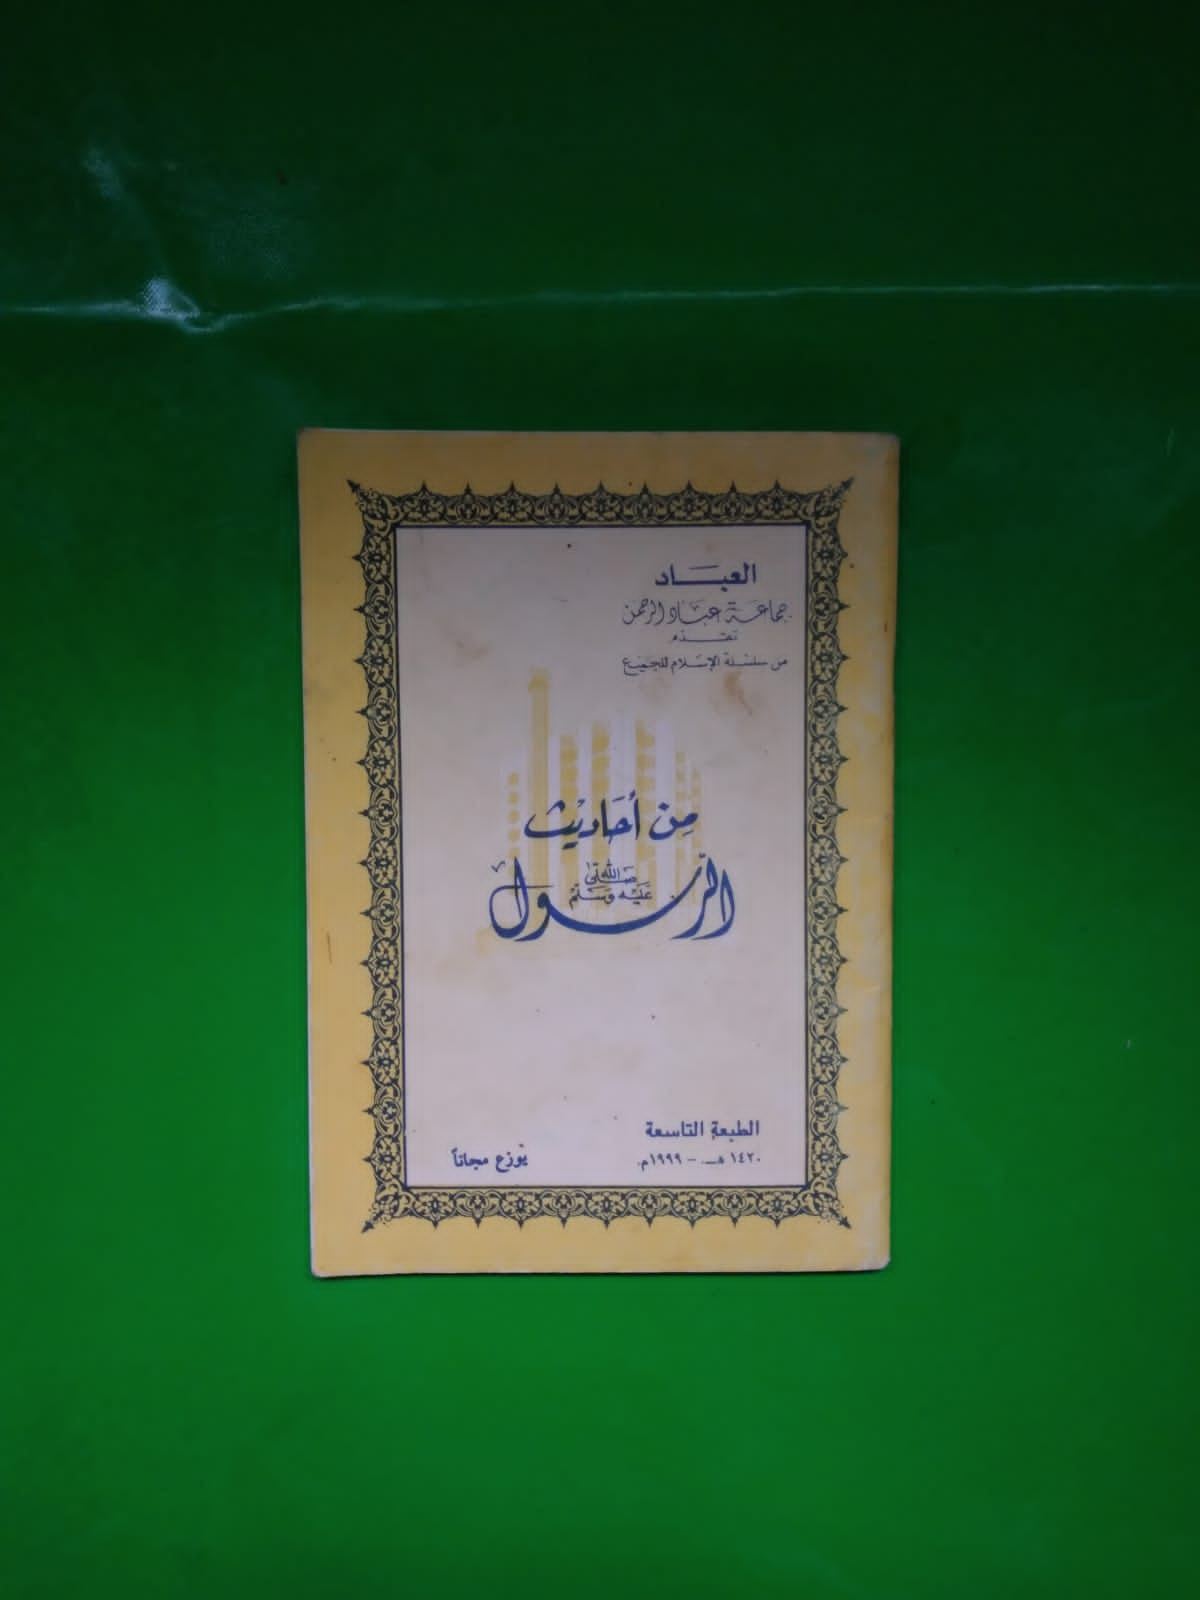 العباد
جماعة عباد الرحمن
تقدم
من سلسلة الإسلام للجميع
من أحاديث
الرسول
صلى الله
عليه وسلم
الطبعة التاسعة
١٤٢٠ هـ - ١٩٩٩م.
يوزع مجاناً